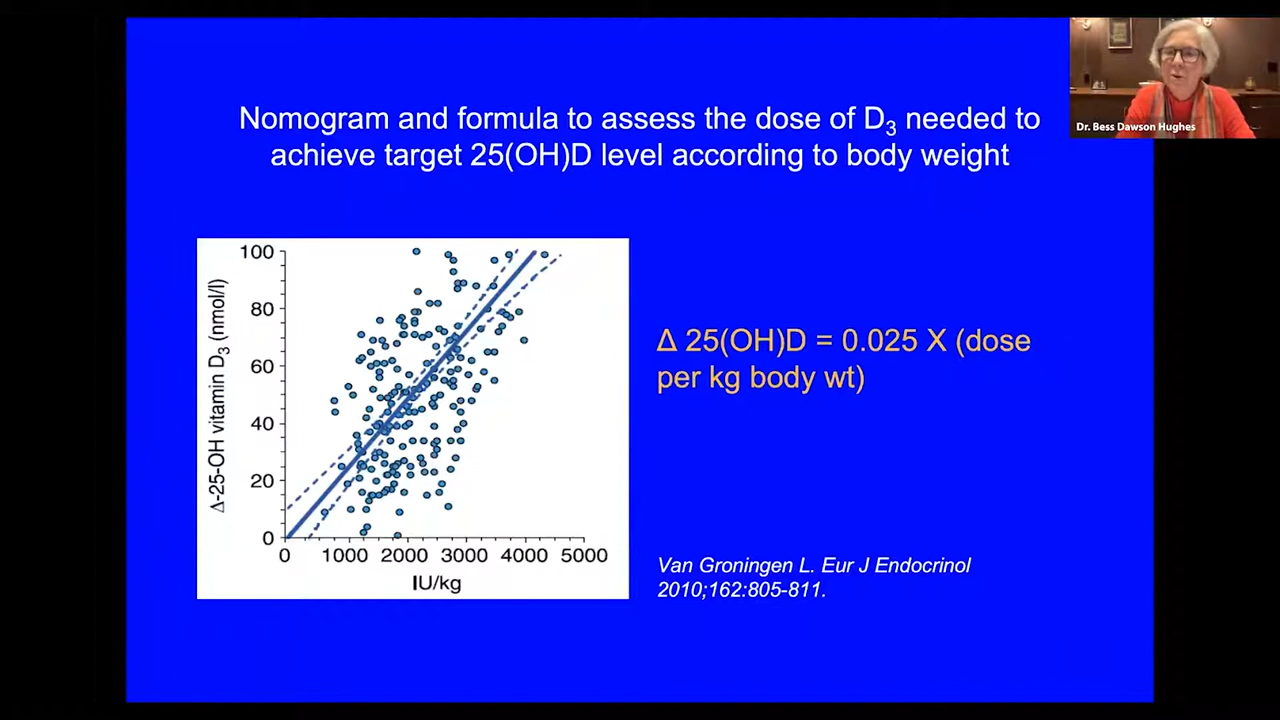 Nomogram and formula to assess the dose of D₃ needed to
achieve target 25(OH)D level according to body weight
Dr. Bess Dawson Hughes
Δ-25-OH vitamin D₃ (nmol/l)
100
80
60
40
20
0
0 1000 2000 3000 4000 5000
IU/kg
Δ 25(OH)D = 0.025 X (dose
per kg body wt)
Van Groningen L. Eur J Endocrinol
2010;162:805-811.